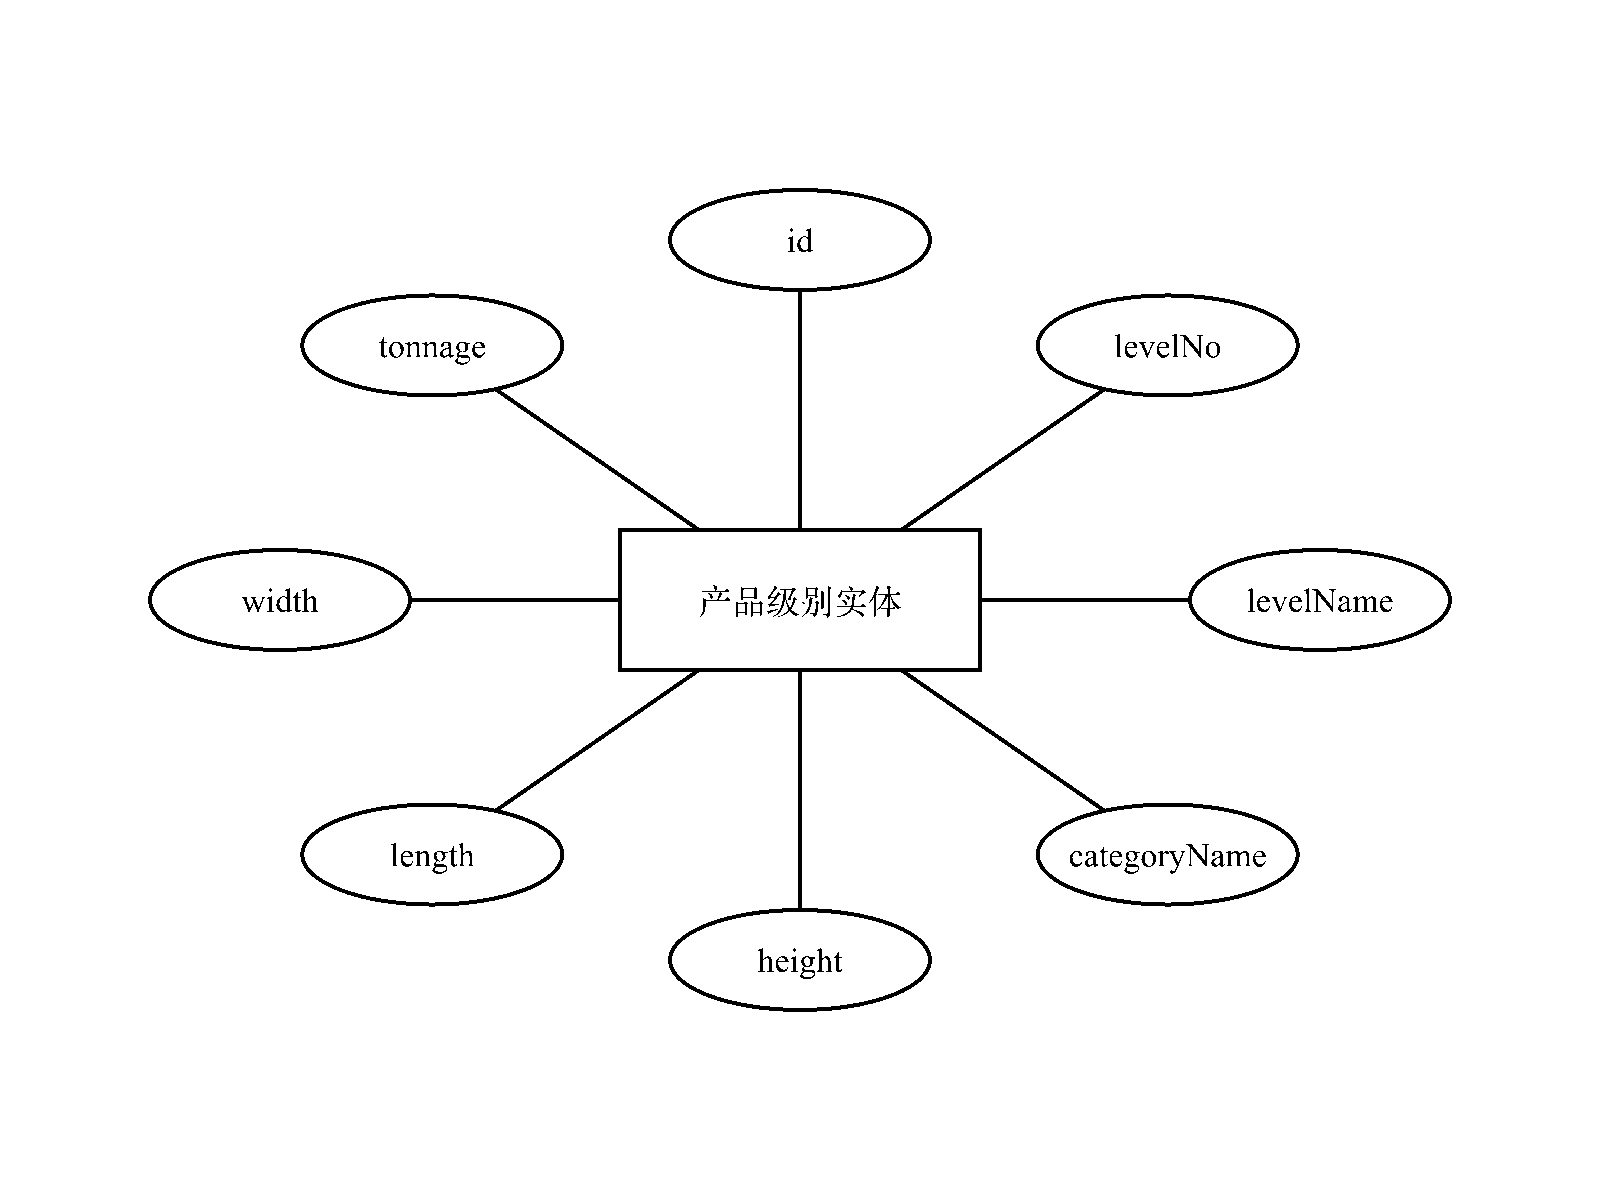 id
tonnage
levelNo
width
产品级别实体
levelName
length
categoryName
height